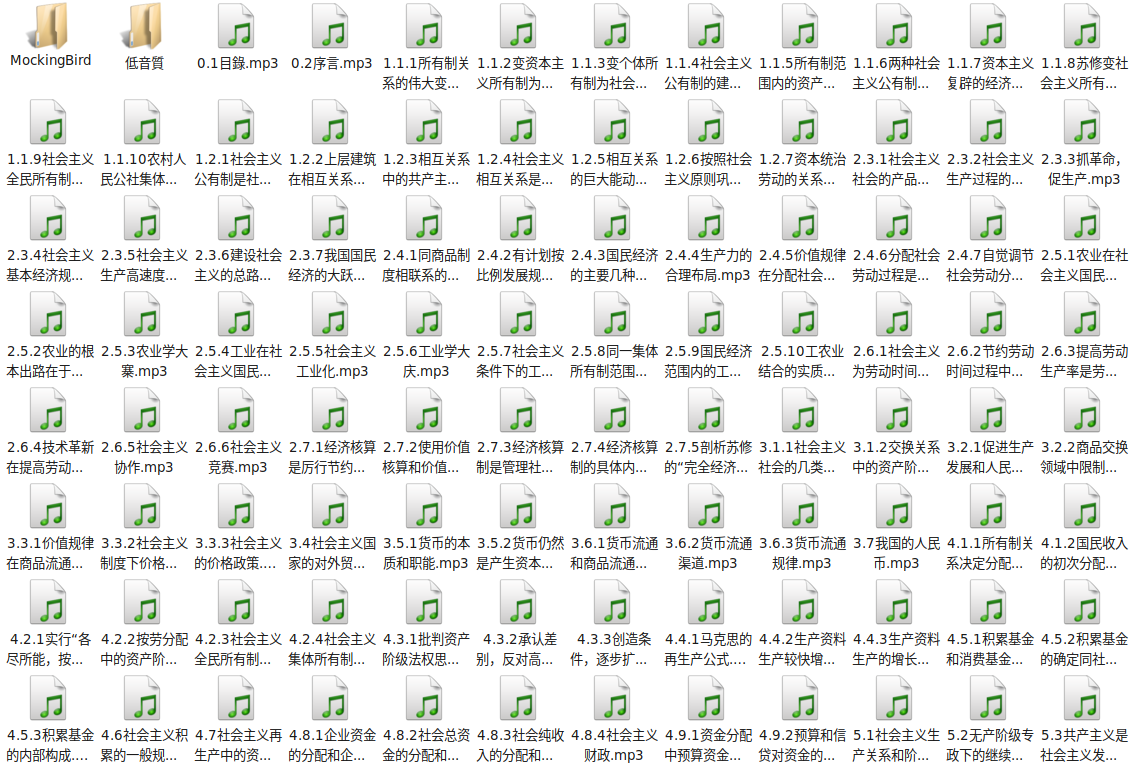 MockingBird
低音質
0.1目錄.mp3
0.2序言.mp3
1.1.1所有制关
系的伟大变...
1.1.2变资本主
义所有制为...
1.1.3变个体所
有制为社会...
1.1.4社会主义
公有制的建...
1.1.5所有制范
围内的资产...
1.1.6两种社会
主义公有制...
1.1.7资本主义
复辟的经济...
1.1.8苏修变社
会主义所有...
1.1.9社会主义
全民所有制...
1.1.10农村人
民公社集体...
1.2.1社会主义
公有制是社...
1.2.2上层建筑
在相互关系...
1.2.3相互关系
中的共产主...
1.2.4社会主义
相互关系是...
1.2.5相互关系
的巨大能动...
1.2.6按照社会
主义原则巩...
1.2.7资本统治
劳动的关系...
2.3.1社会主义
社会的产品...
2.3.2社会主义
生产过程的...
2.3.3抓革命，
促生产.mp3
2.3.4社会主义
基本经济规...
2.3.5社会主义
生产高速度...
2.3.6建设社会
主义的总路...
2.3.7我国国民
经济的大跃...
2.4.1同商品制
度相联系的...
2.4.2有计划按
比例发展规...
2.4.3国民经济
的主要几种...
2.4.4生产力的
合理布局.mp3
2.4.5价值规律
在分配社会...
2.4.6分配社会
劳动过程是...
2.4.7自觉调节
社会劳动分...
2.5.1农业在社
会主义国民...
2.5.2农业的根
本出路在于...
2.5.3农业学大
寨.mp3
2.5.4工业在社
会主义国民...
2.5.5社会主义
工业化.mp3
2.5.6工业学大
庆.mp3
2.5.7社会主义
条件下的工...
2.5.8同一集体
所有制范围...
2.5.9国民经济
范围内的工...
2.5.10工农业
结合的实质...
2.6.1社会主义
为劳动时间...
2.6.2节约劳动
时间过程中...
2.6.3提高劳动
生产率是劳...
2.6.4技术革新
在提高劳动...
2.6.5社会主义
协作.mp3
2.6.6社会主义
竞赛.mp3
2.7.1经济核算
是厉行节约...
2.7.2使用价值
核算和价值...
2.7.3经济核算
制是管理社...
2.7.4经济核算
制的具体内...
2.7.5剖析苏修
的“完全经济...
3.1.1社会主义
社会的几类...
3.1.2交换关系
中的资产阶...
3.2.1促进生产
发展和人民...
3.2.2商品交换
领域中限制...
3.3.1价值规律
在商品流通...
3.3.2社会主义
制度下价格...
3.3.3社会主义
的价格政策....
3.4社会主义国
家的对外贸...
3.5.1货币的本
质和职能.mp3
3.5.2货币仍然
是产生资本...
3.6.1货币流通
和商品流通...
3.6.2货币流通
渠道.mp3
3.6.3货币流通
规律.mp3
3.7我国的人民
币.mp3
4.1.1所有制关
系决定分配...
4.1.2国民收入
的初次分配...
4.2.1实行“各
尽所能，按...
4.2.2按劳分配
中的资产阶...
4.2.3社会主义
全民所有制...
4.2.4社会主义
集体所有制...
4.3.1批判资产
阶级法权思...
4.3.2承认差
别，反对高...
4.3.3创造条
件，逐步扩...
4.4.1马克思的
再生产公式....
4.4.2生产资料
生产较快增...
4.4.3生产资料
生产的增长...
4.5.1积累基金
和消费基金...
4.5.2积累基金
的确定同社...
4.5.3积累基金
的内部构成....
4.6社会主义积
累的一般规...
4.7社会主义再
生产中的资...
4.8.1企业资金
的分配和企...
4.8.2社会总资
金的分配和...
4.8.3社会纯收
入的分配和...
4.8.4社会主义
财政.mp3
4.9.1资金分配
中预算资金...
4.9.2预算和信
贷对资金的...
5.1社会主义生
产关系和阶...
5.2无产阶级专
政下的继续...
5.3共产主义是
社会主义发...